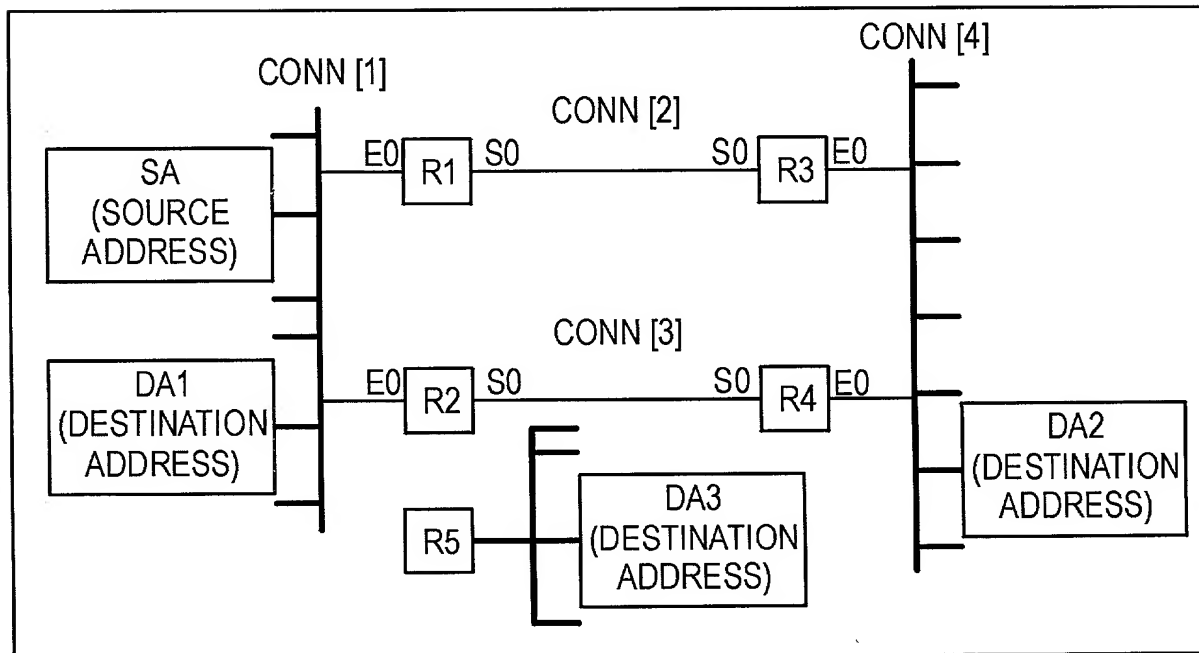 CONN [4]
CONN [1]
CONN [2]
E0 R1 S0
S0 R3 E0
SA
(SOURCE
ADDRESS)
CONN [3]
E0 R2 S0
S0 R4 E0
DA1
(DESTINATION
ADDRESS)
DA2
(DESTINATION
ADDRESS)
R5
DA3
(DESTINATION
ADDRESS)